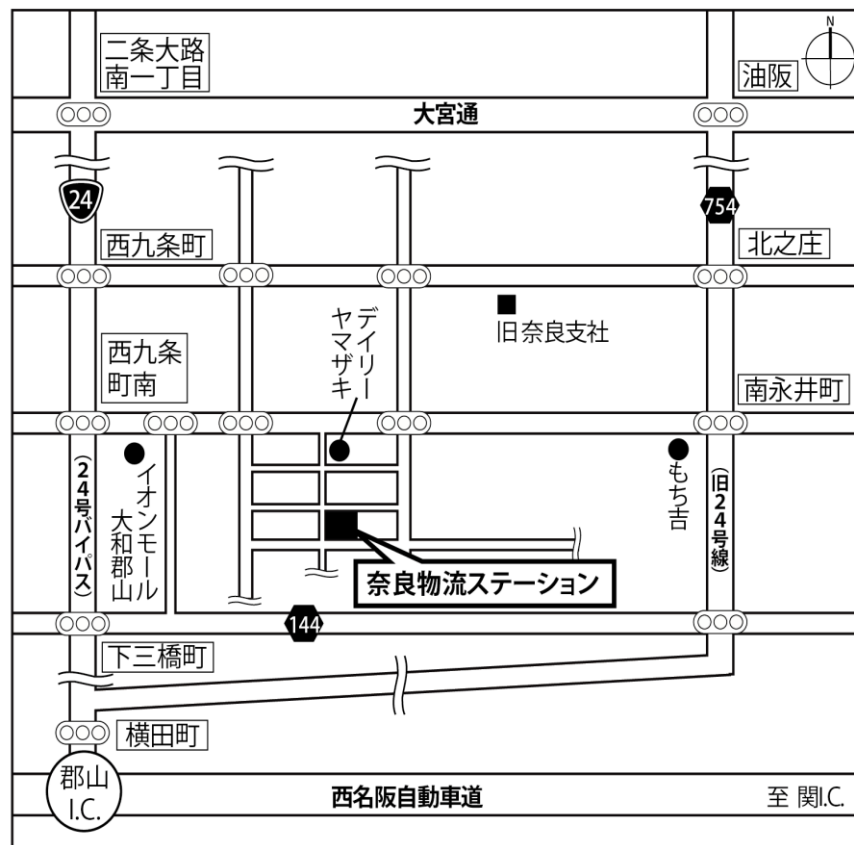 二条大路
南一丁目
油阪
N
大宮通
24
754
西九条町
北之庄
デイリー
ヤマザキ
旧奈良支社
西九条
町南
南永井町
(24号バイパス)
イオンモール
大和郡山
もち吉
(旧24号線)
奈良物流ステーション
144
下三橋町
横田町
郡山
I.C.
西名阪自動車道
至 関I.C.